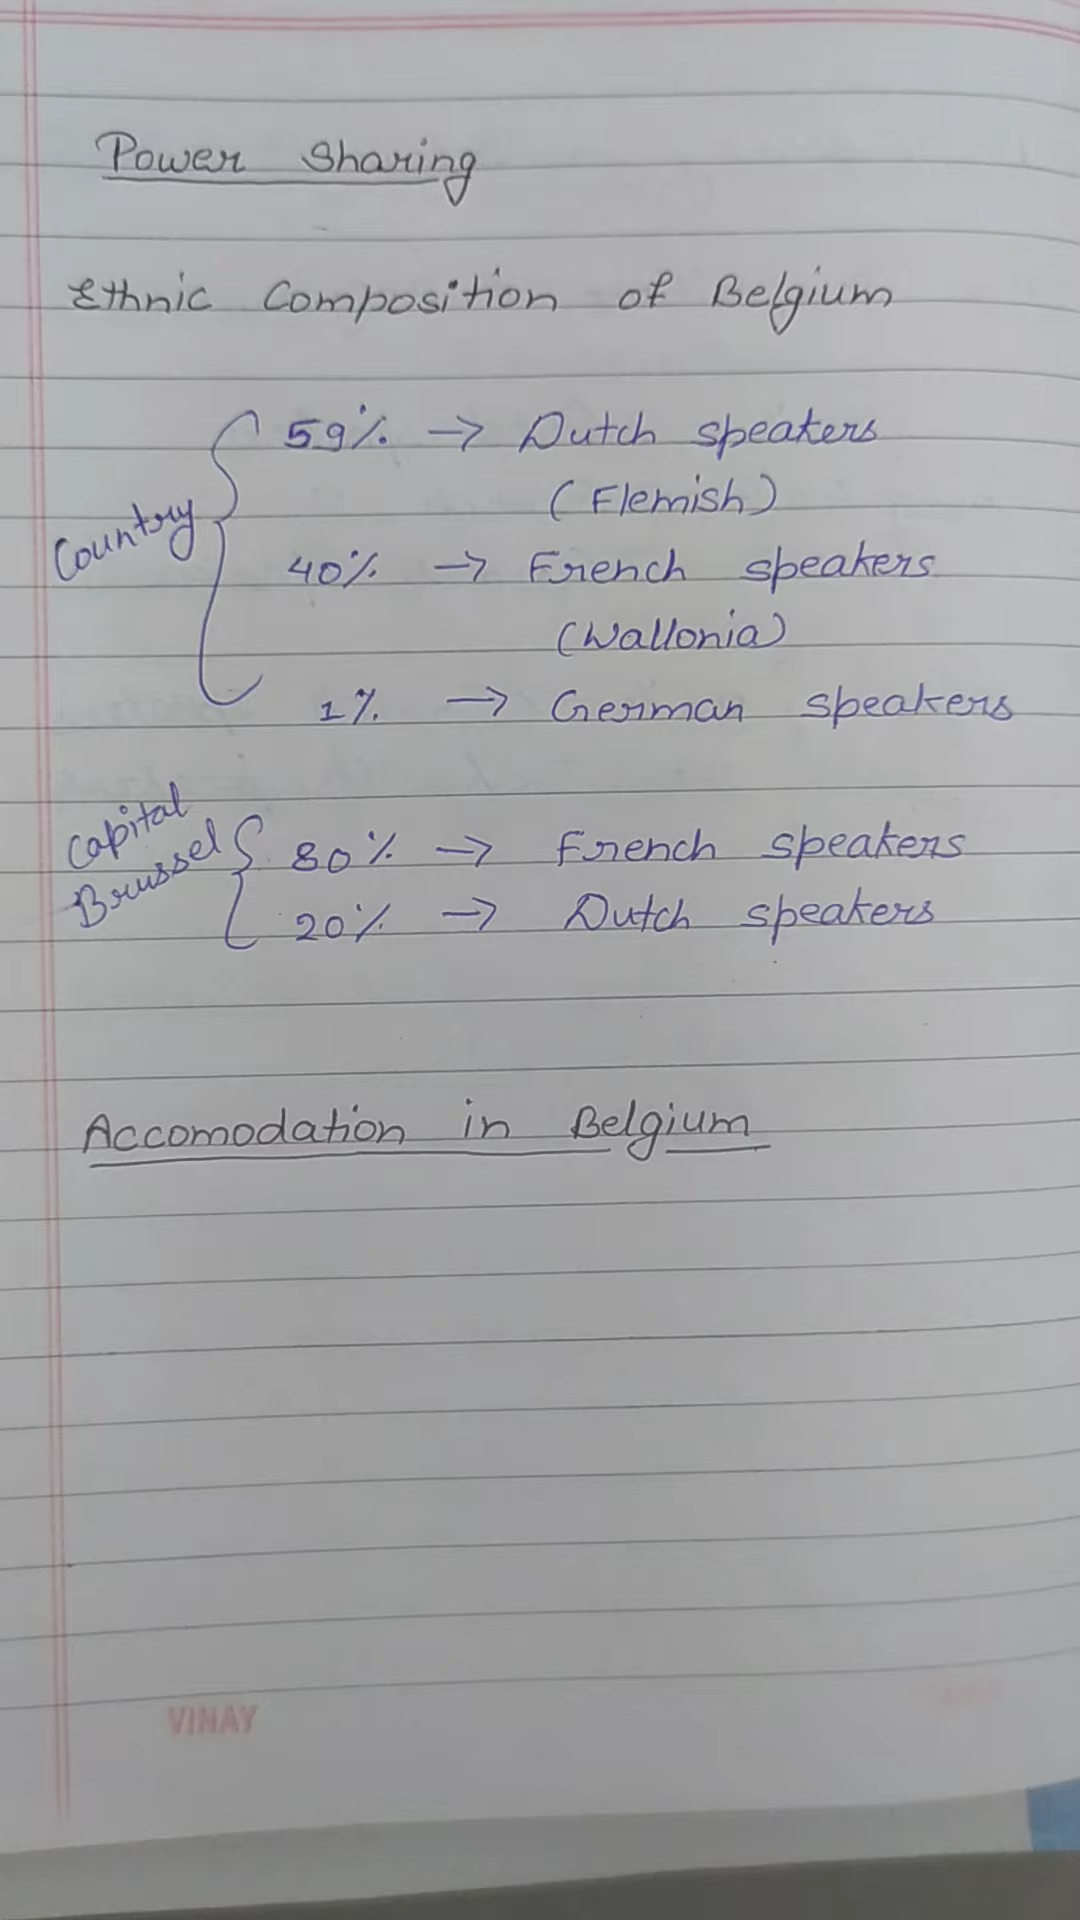 Power Sharing
Ethnic Composition of Belgium
Country
59% → Dutch speakers
(Flemish)
40% → French speakers
(Wallonia)
1% → German speakers
Capital
Brussel
80% → French speakers
20% → Dutch speakers
Accomodation in Belgium
VINAY